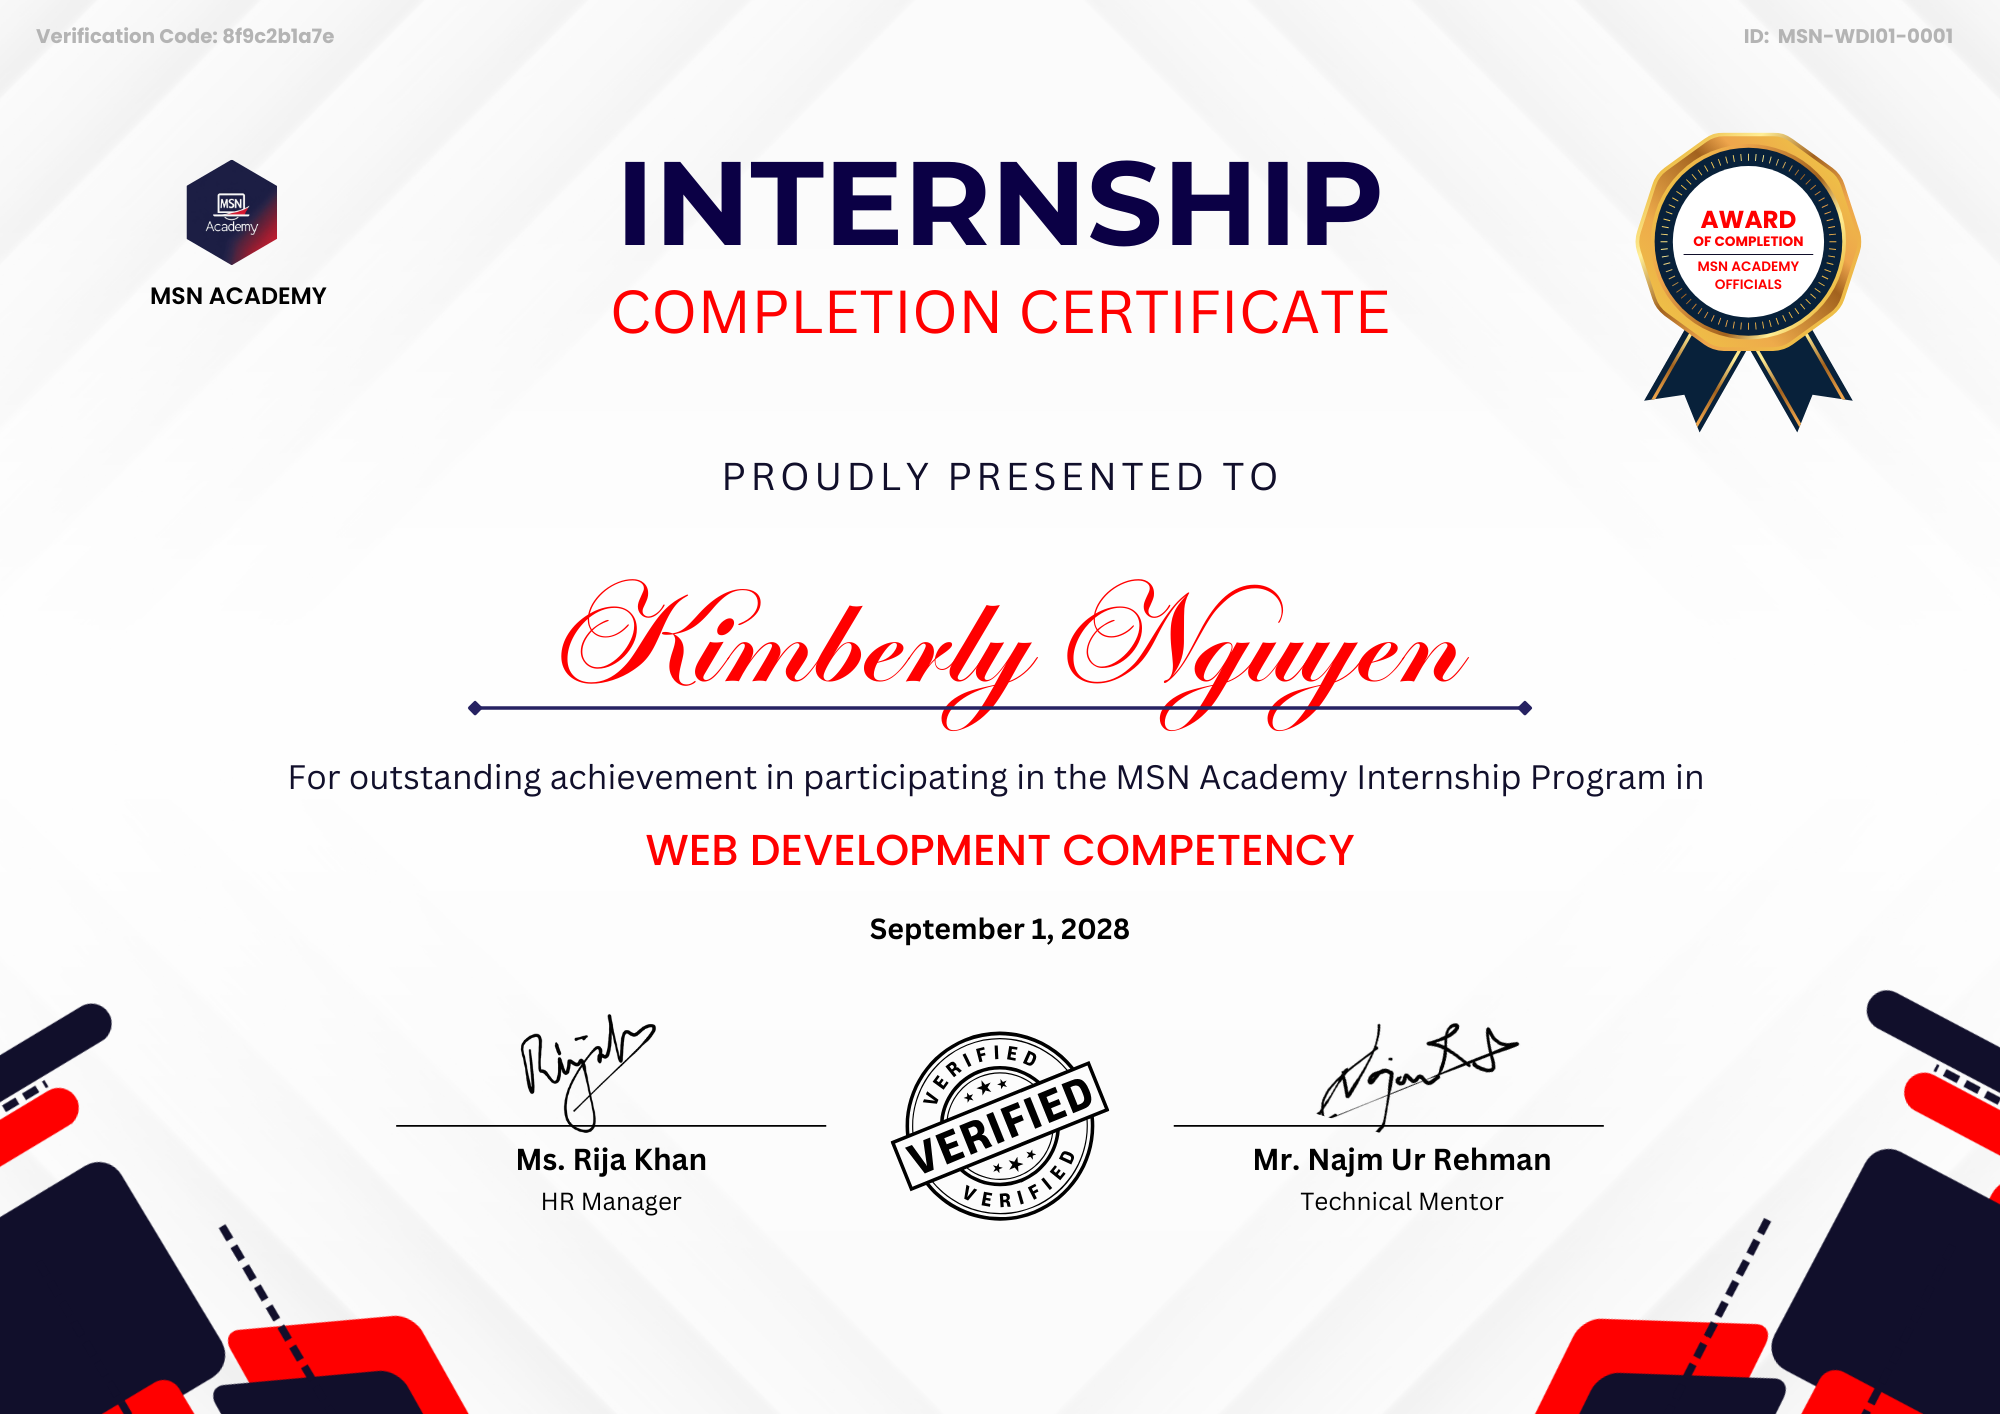 Verification Code: 8f9c2b1a7e
ID: MSN-WDI01-0001
MSN
Academy
MSN ACADEMY
INTERNSHIP
COMPLETION CERTIFICATE
AWARD
OF COMPLETION
MSN ACADEMY
OFFICIALS
PROUDLY PRESENTED TO
Kimberly Nguyen
For outstanding achievement in participating in the MSN Academy Internship Program in
WEB DEVELOPMENT COMPETENCY
September 1, 2028
Rija
Najm
VERIFIED
VERIFIED
VERIFIED
Ms. Rija Khan
HR Manager
Mr. Najm Ur Rehman
Technical Mentor